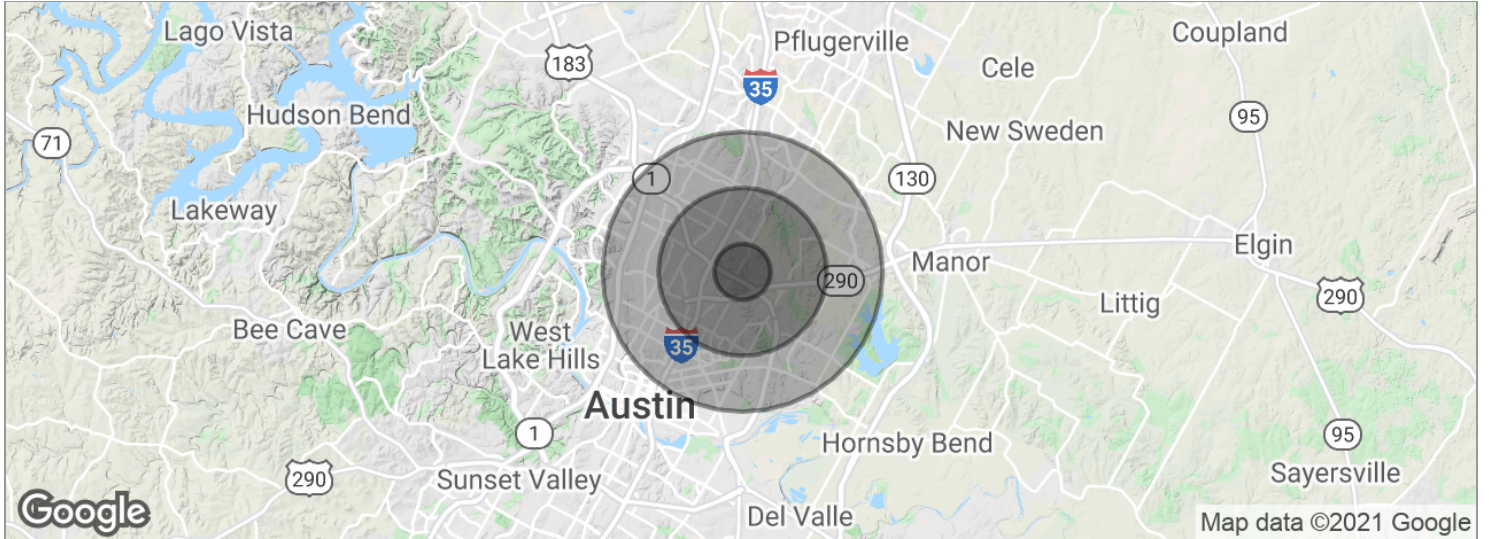 Lago Vista
183
Pflugerville
Coupland
35
Cele
Hudson Bend
95
71
New Sweden
1
130
Lakeway
Elgin
Manor
290
290
Littig
Bee Cave
West
Lake Hills
35
Austin
1
Hornsby Bend
95
290
Sunset Valley
Sayersville
Google
Del Valle
Map data ©2021 Google